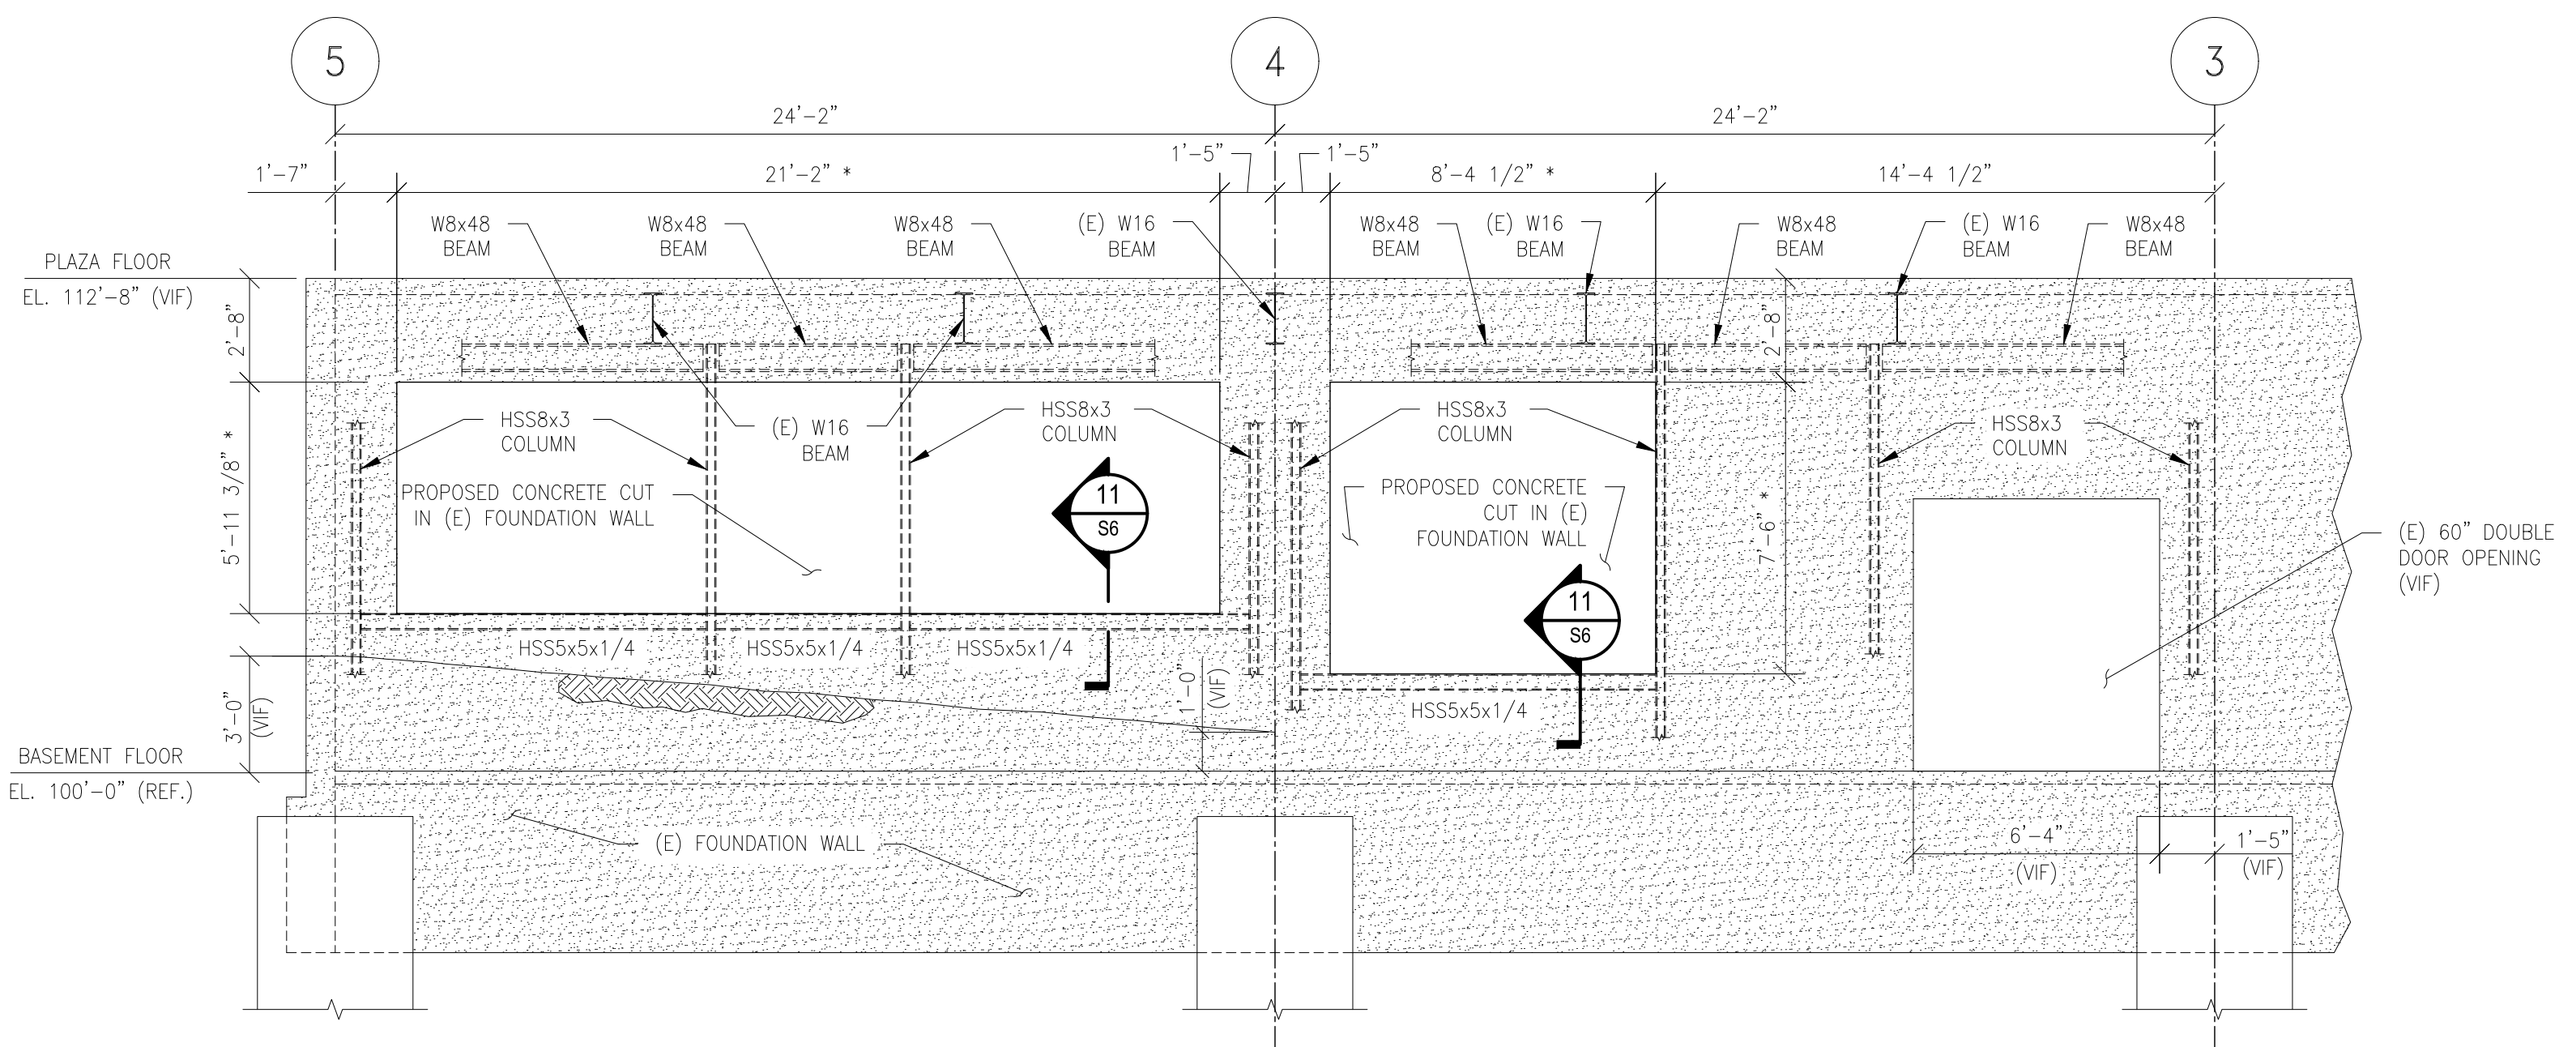 5
4
3
24'-2"
24'-2"
1'-7"
21'-2" *
1'-5"
1'-5"
8'-4 1/2" *
14'-4 1/2"
W8x48
BEAM
W8x48
BEAM
W8x48
BEAM
(E) W16
BEAM
W8x48
BEAM
(E) W16
BEAM
W8x48
BEAM
(E) W16
BEAM
W8x48
BEAM
PLAZA FLOOR
EL. 112'-8" (VIF)
2'-8"
2'-8"
HSS8x3
COLUMN
(E) W16
BEAM
HSS8x3
COLUMN
HSS8x3
COLUMN
HSS8x3
COLUMN
5'-11 3/8" *
PROPOSED CONCRETE CUT
IN (E) FOUNDATION WALL
11
S6
PROPOSED CONCRETE
CUT IN (E)
FOUNDATION WALL
7'-6" *
(E) 60" DOUBLE
DOOR OPENING
(VIF)
11
S6
HSS5x5x1/4
HSS5x5x1/4
HSS5x5x1/4
HSS5x5x1/4
3'-0"
(VIF)
1'-0"
(VIF)
BASEMENT FLOOR
EL. 100'-0" (REF.)
(E) FOUNDATION WALL
6'-4"
(VIF)
1'-5"
(VIF)